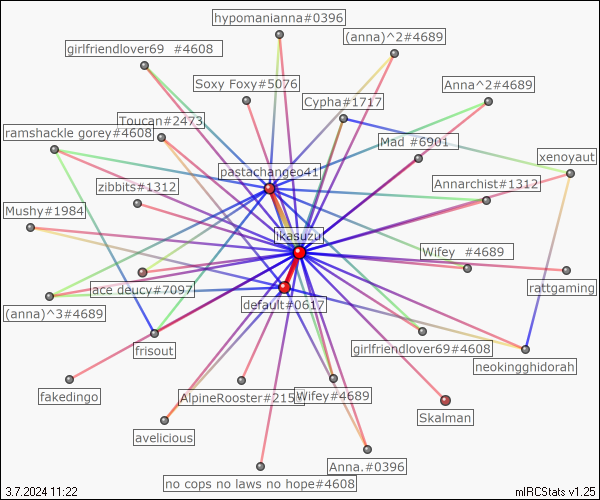 hypomanianna#0396
(anna)^2#4689
girlfriendlover69 #4608
Soxy Foxy#5076
Anna^2#4689
Cypha#1717
Toucan#2473
ramshackle gorey#4608
Mad #6901
xenoyaut
pastachangeo41
zibbits#1312
Annarchist#1312
Mushy#1984
ikasuzu
Wifey #4689
ace deucy#7097
rattgaming
default#0617
(anna)^3#4689
frisout
girlfriendlover69#4608
neokingghidorah
fakedingo
AlpineRooster#215
Wifey#4689
Skalman
avelicious
Anna.#0396
no cops no laws no hope#4608
3.7.2024 11:22
mIRCStats v1.25